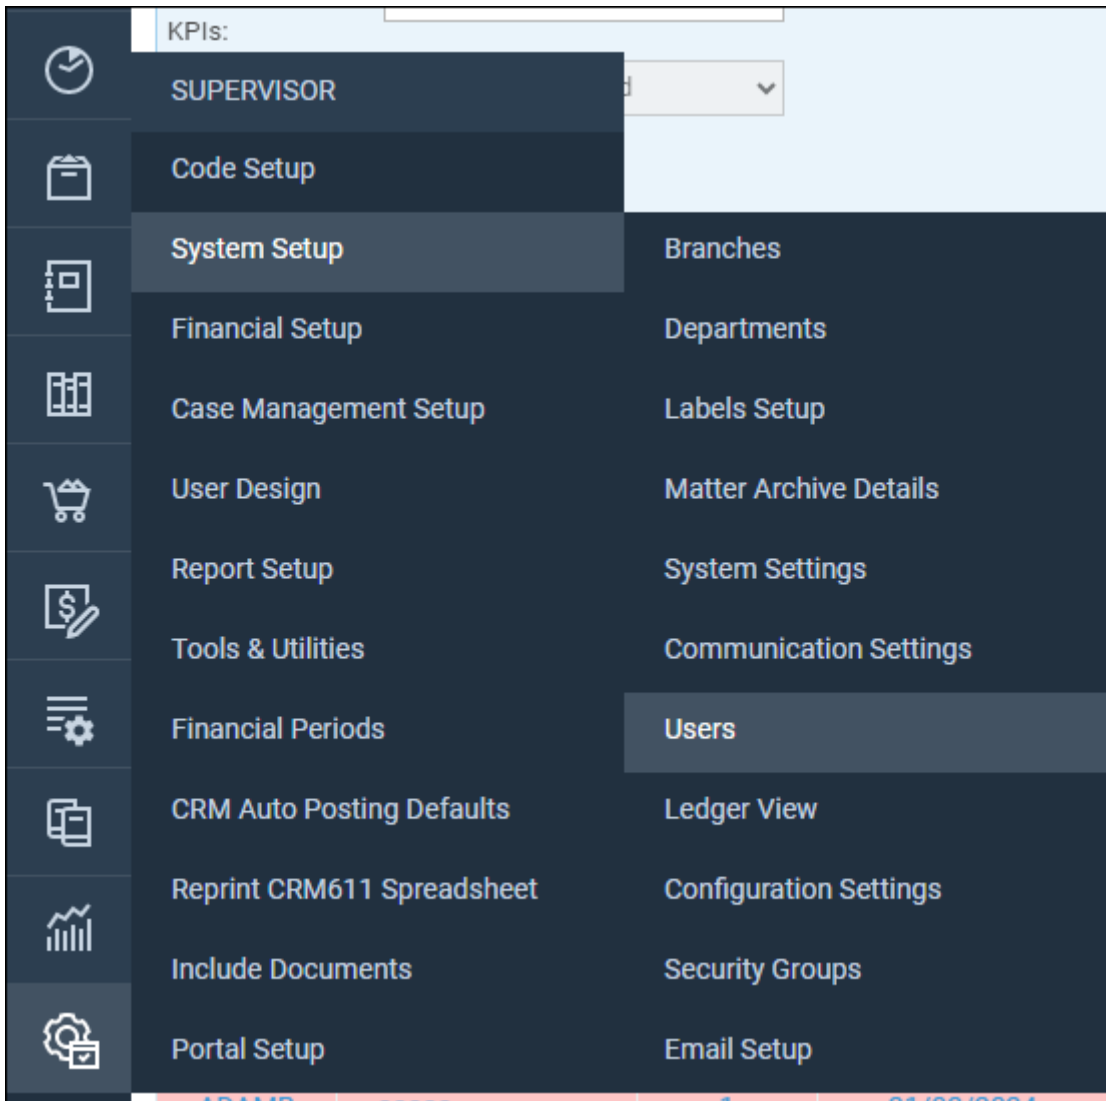 KPIs:
SUPERVISOR
Code Setup
System Setup
Financial Setup
Case Management Setup
User Design
Report Setup
Tools & Utilities
Financial Periods
CRM Auto Posting Defaults
Reprint CRM611 Spreadsheet
Include Documents
Portal Setup
Branches
Departments
Labels Setup
Matter Archive Details
System Settings
Communication Settings
Users
Ledger View
Configuration Settings
Security Groups
Email Setup